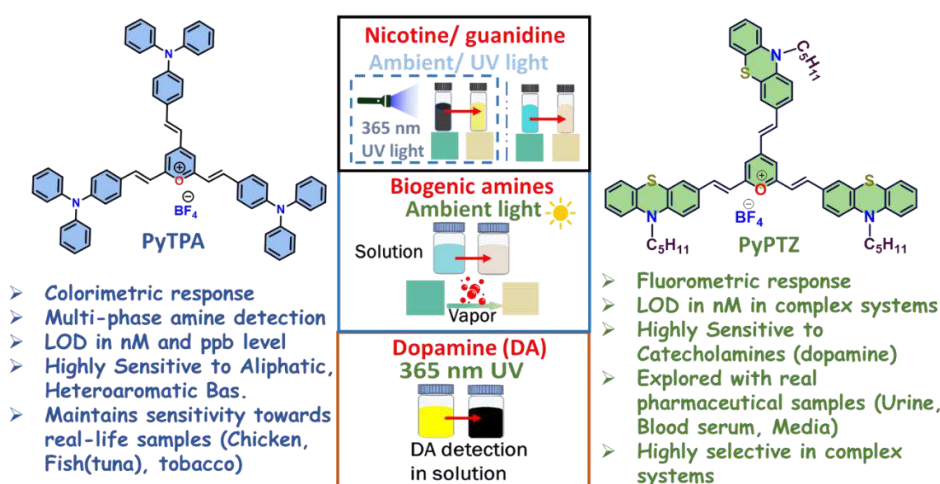 N
N
N
O
⊕
⊖
BF4
PyTPA
➢ Colorimetric response
➢ Multi-phase amine detection
➢ LOD in nM and ppb level
➢ Highly Sensitive to Aliphatic,
Heteroaromatic Bas.
➢ Maintains sensitivity towards
real-life samples (Chicken,
Fish(tuna), tobacco)
Nicotine/ guanidine
Ambient/ UV light
365 nm
UV light
Biogenic amines
Ambient light
Solution
Vapor
Dopamine (DA)
365 nm UV
DA detection
in solution
N
C5H11
S
S
S
O
⊕
⊖
BF4
N
N
C5H11
C5H11
PyPTZ
➢ Fluorometric response
➢ LOD in nM in complex systems
➢ Highly Sensitive to
Catecholamines (dopamine)
➢ Explored with real
pharmaceutical samples (Urine,
Blood serum, Media)
➢ Highly selective in complex
systems